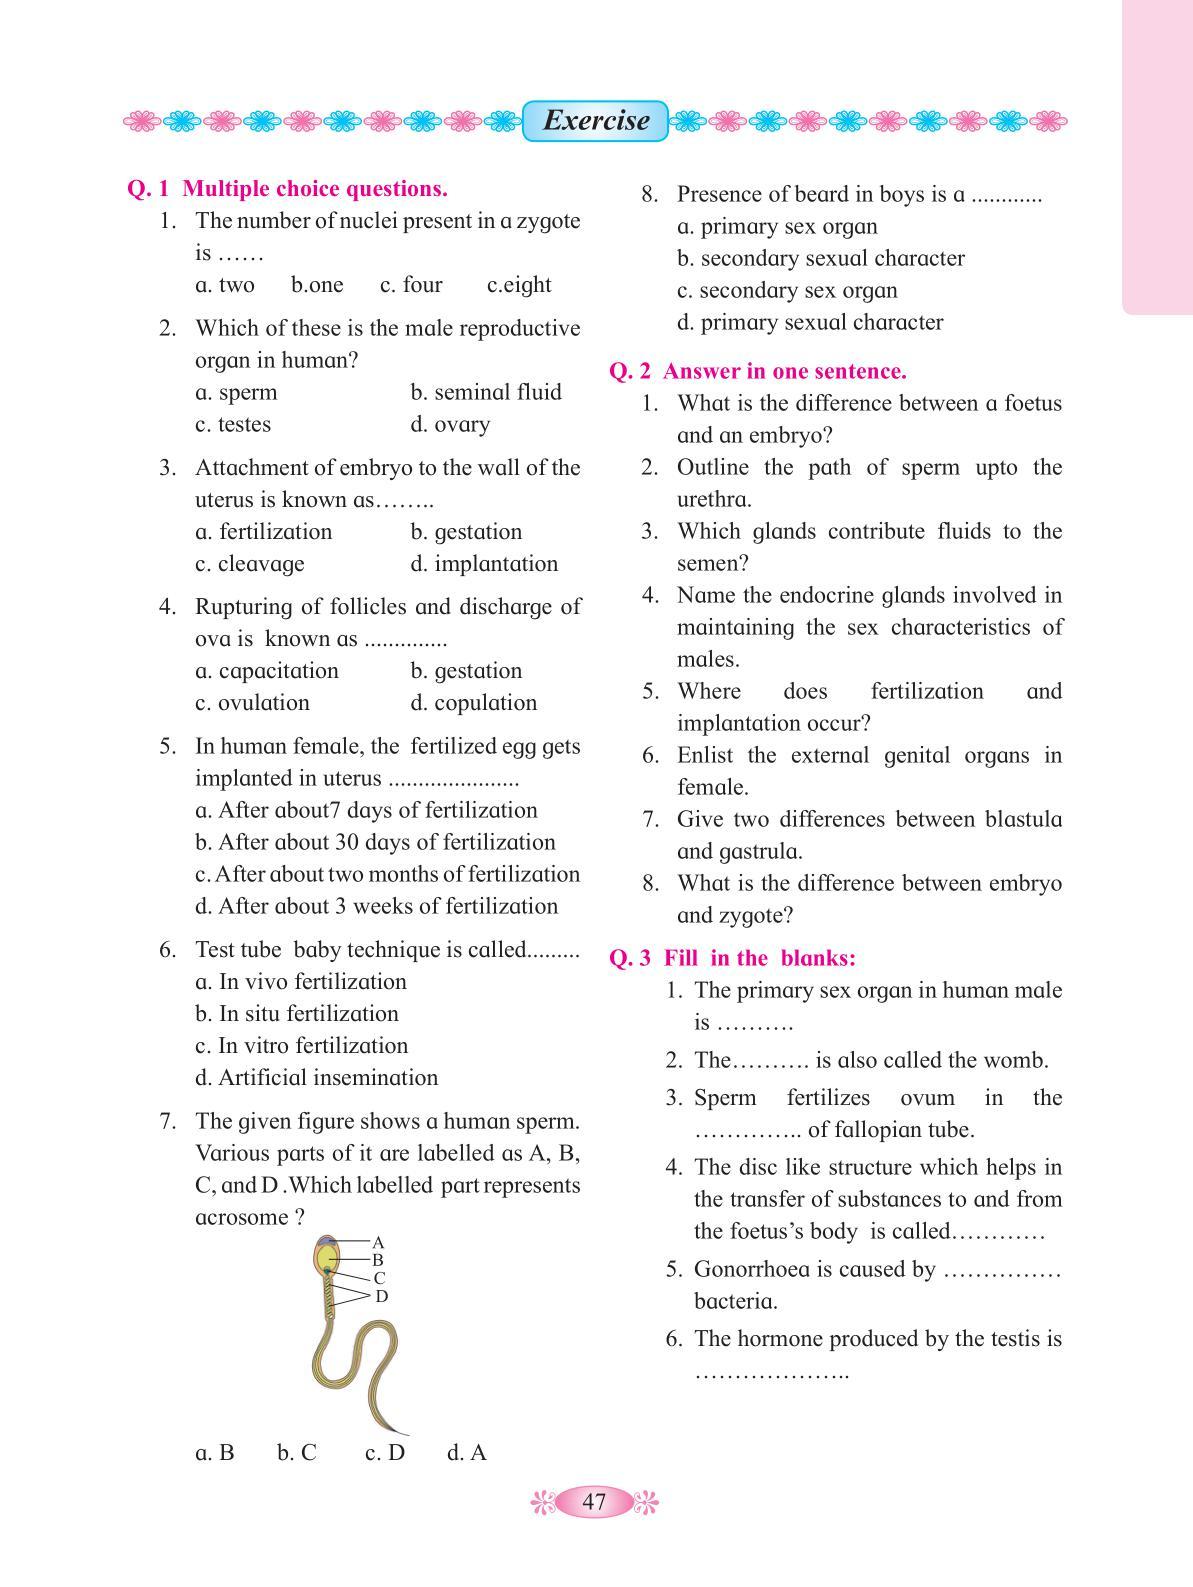 Exercise
Q. 1 Multiple choice questions.
1. The number of nuclei present in a zygote
is ……
a. two b.one c. four c.eight
2. Which of these is the male reproductive
organ in human?
a. sperm b. seminal fluid
c. testes d. ovary
3. Attachment of embryo to the wall of the
uterus is known as……..
a. fertilization b. gestation
c. cleavage d. implantation
4. Rupturing of follicles and discharge of
ova is known as ..............
a. capacitation b. gestation
c. ovulation d. copulation
5. In human female, the fertilized egg gets
implanted in uterus ......................
a. After about7 days of fertilization
b. After about 30 days of fertilization
c. After about two months of fertilization
d. After about 3 weeks of fertilization
6. Test tube baby technique is called.........
a. In vivo fertilization
b. In situ fertilization
c. In vitro fertilization
d. Artificial insemination
7. The given figure shows a human sperm.
Various parts of it are labelled as A, B,
C, and D .Which labelled part represents
acrosome ?
A
B
C
D
a. B b. C c. D d. A
8. Presence of beard in boys is a ............
a. primary sex organ
b. secondary sexual character
c. secondary sex organ
d. primary sexual character
Q. 2 Answer in one sentence.
1. What is the difference between a foetus
and an embryo?
2. Outline the path of sperm upto the
urethra.
3. Which glands contribute fluids to the
semen?
4. Name the endocrine glands involved in
maintaining the sex characteristics of
males.
5. Where does fertilization and
implantation occur?
6. Enlist the external genital organs in
female.
7. Give two differences between blastula
and gastrula.
8. What is the difference between embryo
and zygote?
Q. 3 Fill in the blanks:
1. The primary sex organ in human male
is ……….
2. The………. is also called the womb.
3. Sperm fertilizes ovum in the
………….. of fallopian tube.
4. The disc like structure which helps in
the transfer of substances to and from
the foetus’s body is called…………
5. Gonorrhoea is caused by ……………
bacteria.
6. The hormone produced by the testis is
………………..
47